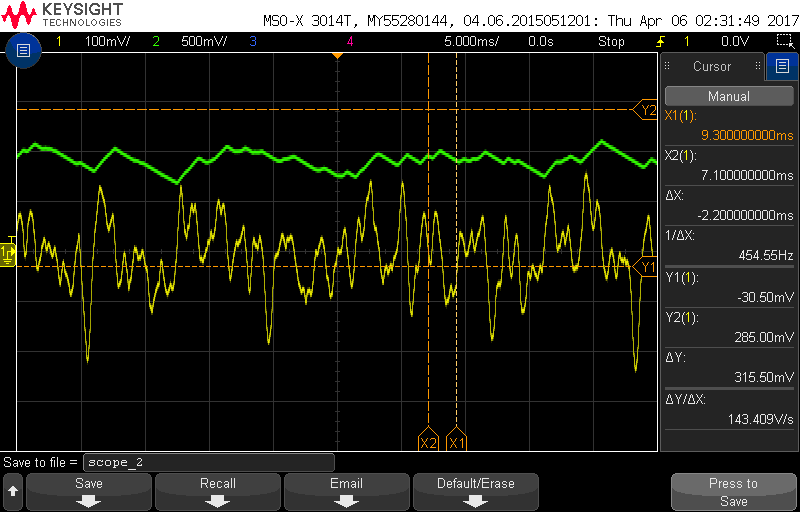 KEYSIGHT
TECHNOLOGIES
MSO-X 3014T, MY55280144, 04.06.2015051201: Thu Apr 06 02:31:49 2017
1 100mV/ 2 500mV/ 3 4 5.000ms/ 0.0s Stop 1 0.0V
Cursor
Manual
X1(1):
9.300000000ms
X2(1):
7.100000000ms
ΔX:
-2.200000000ms
1/ΔX:
454.55Hz
Y1(1):
-30.50mV
Y2(1):
285.00mV
ΔY:
315.50mV
ΔY/ΔX:
143.409V/s
Y2
T
1
Y1
X2 X1
Save to file = scope_2
Save Recall Email Default/Erase Press to
Save